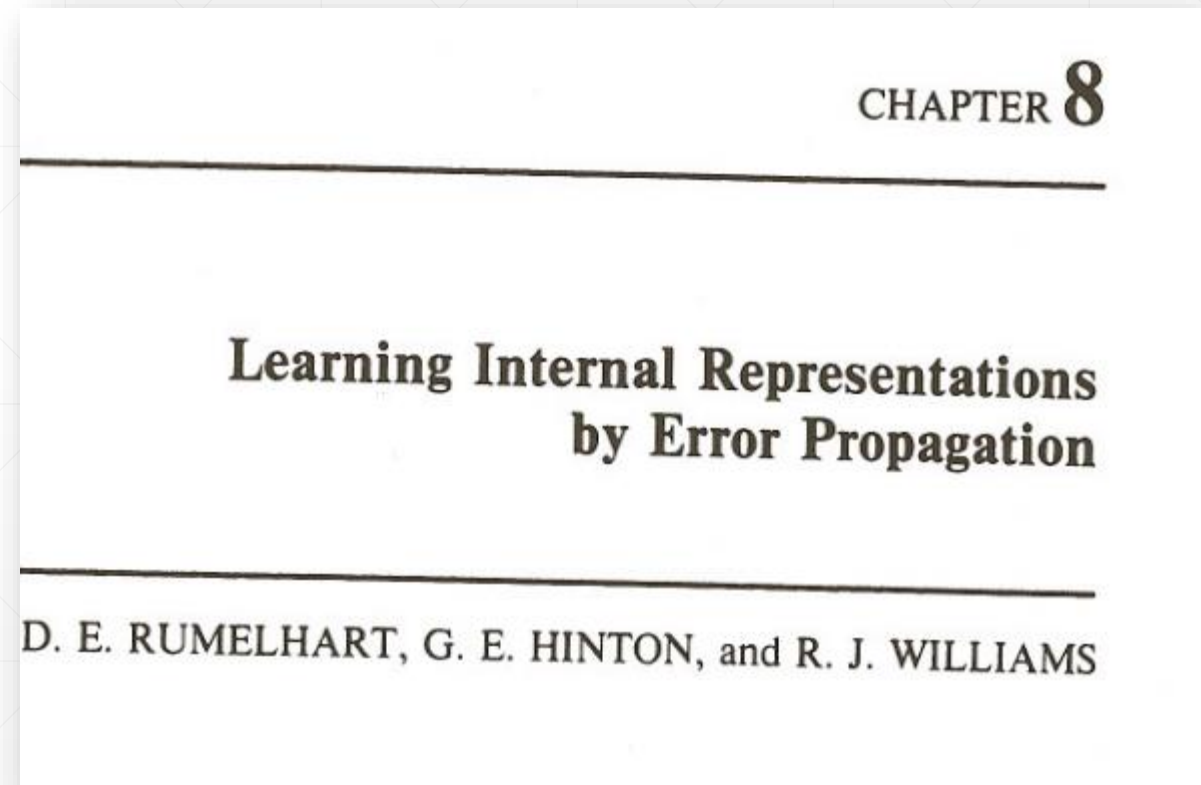 CHAPTER 8
Learning Internal Representations
by Error Propagation
D. E. RUMELHART, G. E. HINTON, and R. J. WILLIAMS